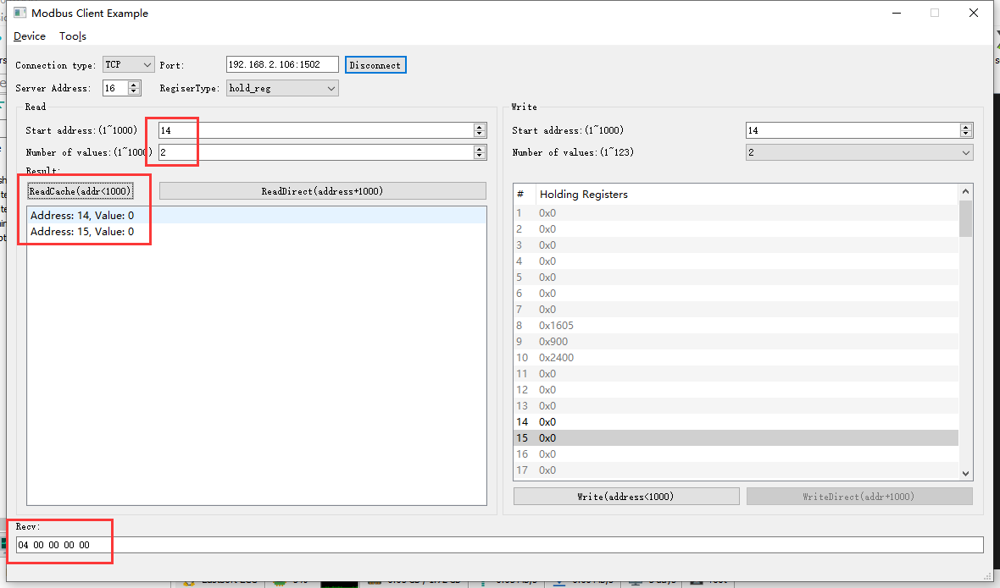 Modbus Client Example
Device Tools
Connection type: TCP Port: 192.168.2.106:1502 Disconnect
Server Address: 16 RegiserType: hold_reg
Read
Start address:(1~1000) 14
Number of values:(1~1000) 2
Result:
ReadCache(addr<1000) ReadDirect(address+1000)
Address: 14, Value: 0
Address: 15, Value: 0
Write
Start address:(1~1000) 14
Number of values:(1~123) 2
# Holding Registers
1 0x0
2 0x0
3 0x0
4 0x0
5 0x0
6 0x0
7 0x0
8 0x1605
9 0x900
10 0x2400
11 0x0
12 0x0
13 0x0
14 0x0
15 0x0
16 0x0
17 0x0
Write(address<1000) WriteDirect(addr+1000)
Recv:
04 00 00 00 00